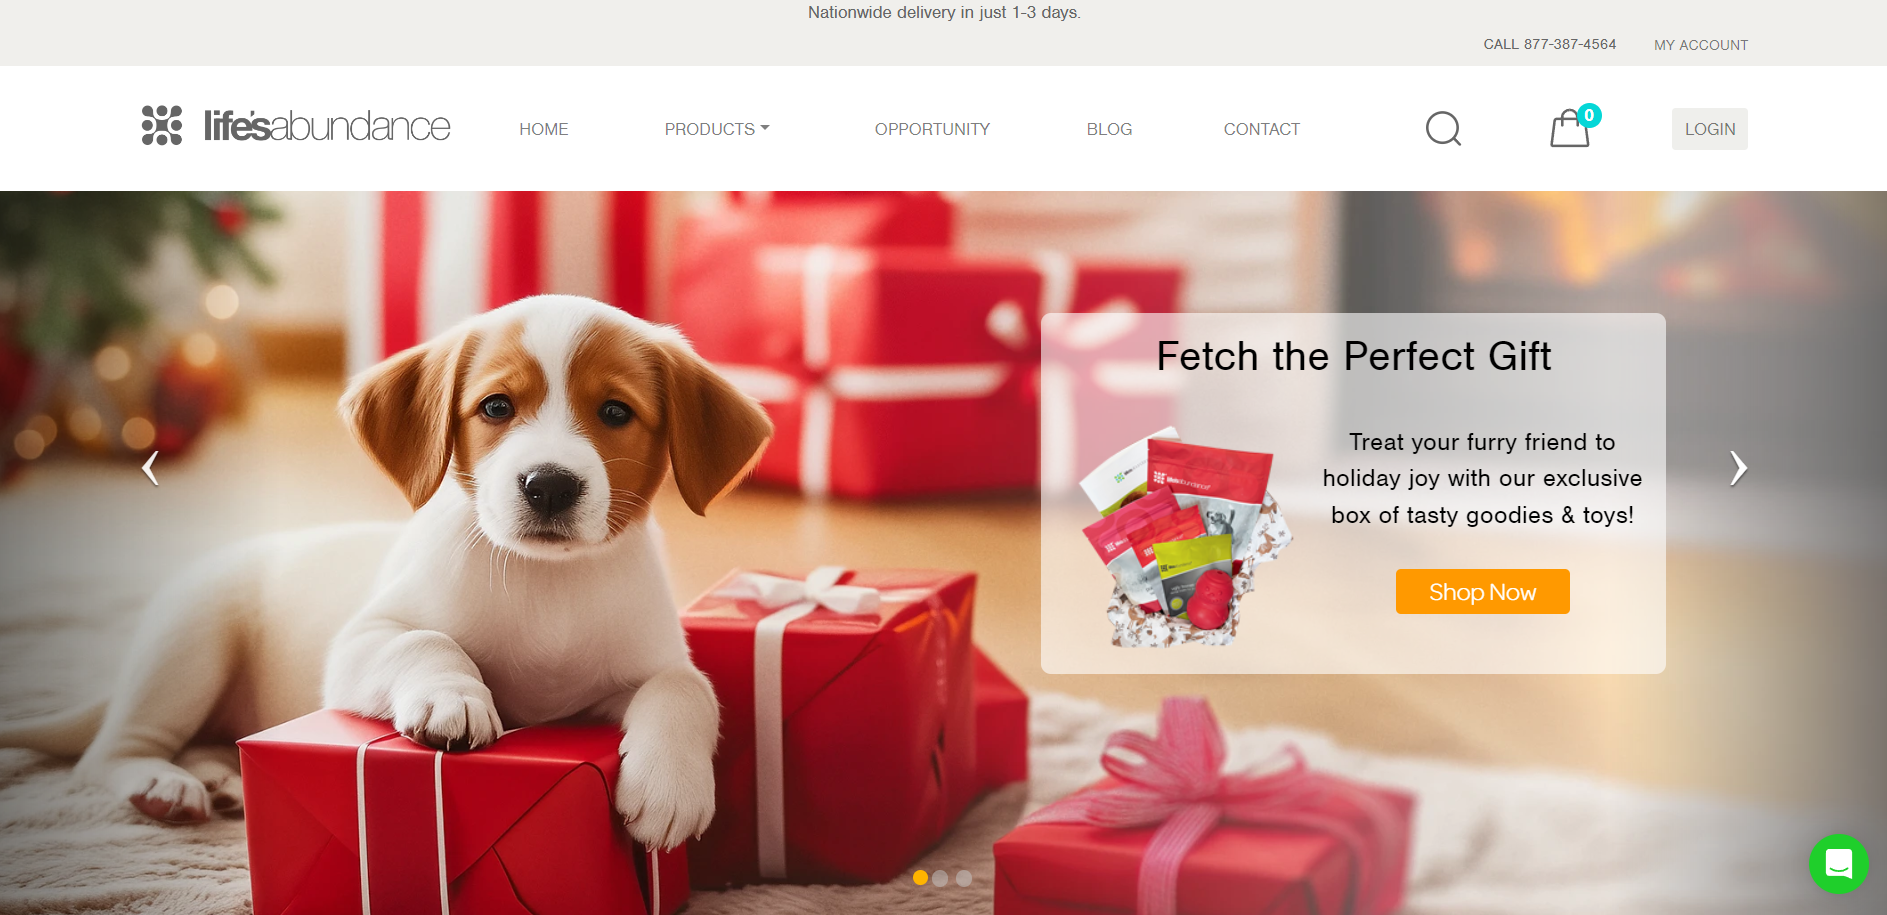 Nationwide delivery in just 1-3 days.
CALL 877-387-4564 MY ACCOUNT
life'sabundance
HOME
PRODUCTS
OPPORTUNITY
BLOG
CONTACT
0
LOGIN
Fetch the Perfect Gift
Treat your furry friend to
holiday joy with our exclusive
box of tasty goodies & toys!
Shop Now
life'sabundance